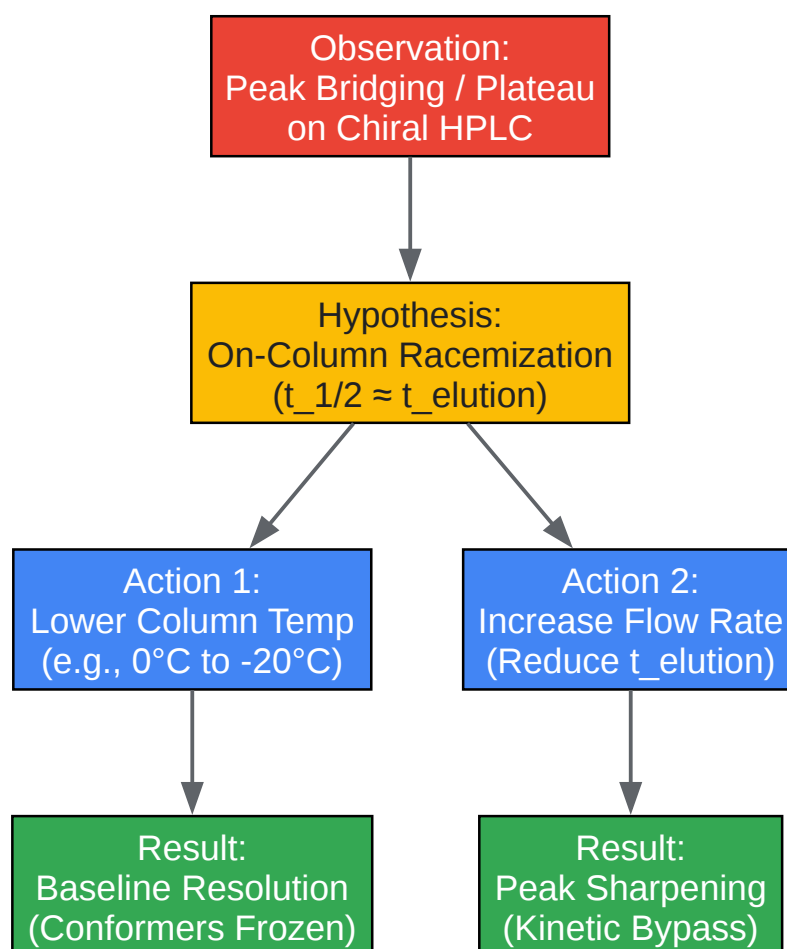 Observation:
Peak Bridging / Plateau
on Chiral HPLC
Hypothesis:
On-Column Racemization
(t_1/2 ≈ t_elution)
Action 1:
Lower Column Temp
(e.g., 0°C to -20°C)
Action 2:
Increase Flow Rate
(Reduce t_elution)
Result:
Baseline Resolution
(Conformers Frozen)
Result:
Peak Sharpening
(Kinetic Bypass)